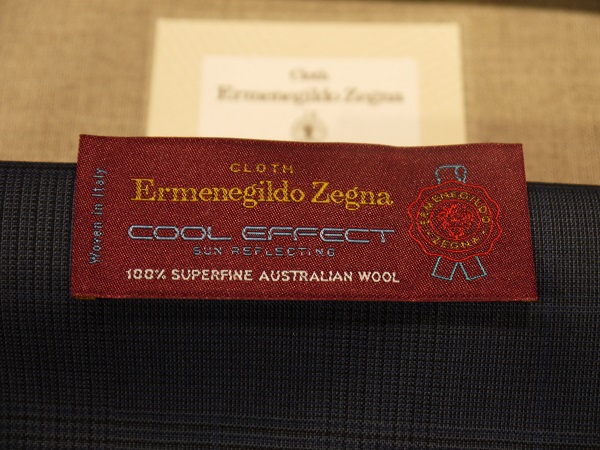 Cloth
Ermenegildo Zegna
CLOTH
Ermenegildo Zegna
COOL EFFECT
SUN REFLECTING
100% SUPERFINE AUSTRALIAN WOOL
Woven in Italy
ERMENEGILDO
ZEGNA